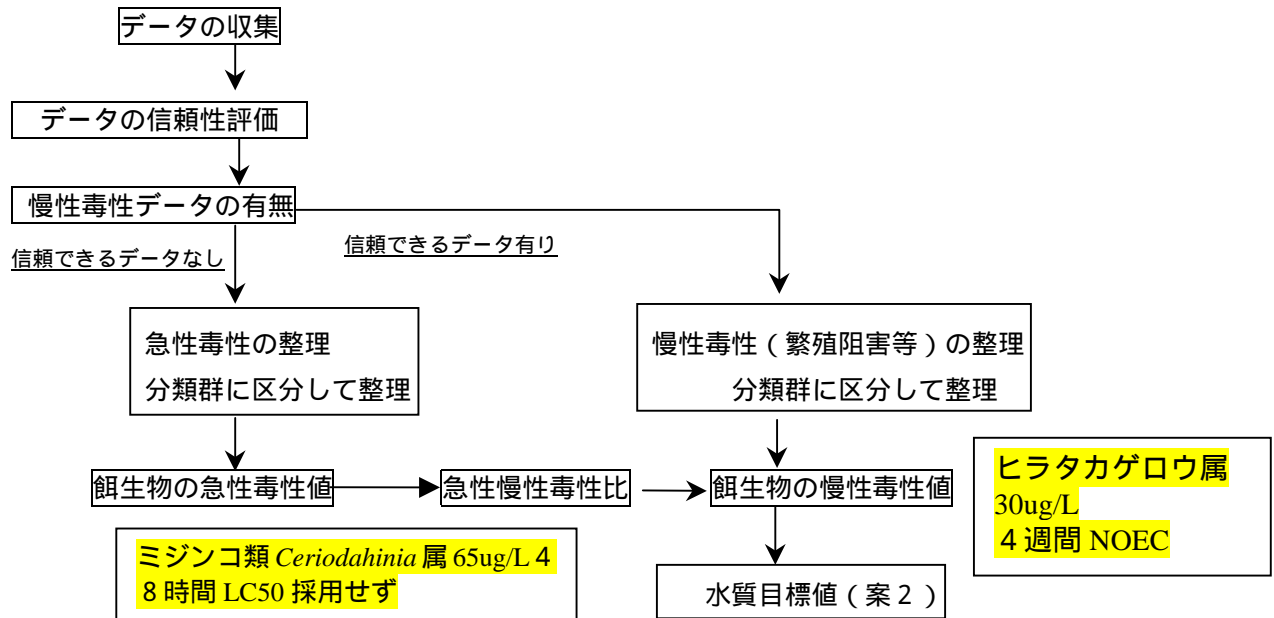 データの収集
データの信頼性評価
慢性毒性データの有無
信頼できるデータなし
信頼できるデータ有り
急性毒性の整理
分類群に区分して整理
慢性毒性（繁殖阻害等）の整理
分類群に区分して整理
餌生物の急性毒性値
急性慢性毒性比
餌生物の慢性毒性値
ヒラタカゲロウ属
30ug/L
４週間 NOEC
ミジンコ類 Ceriodahinia 属 65ug/L ４
８時間 LC50 採用せず
水質目標値（案２）